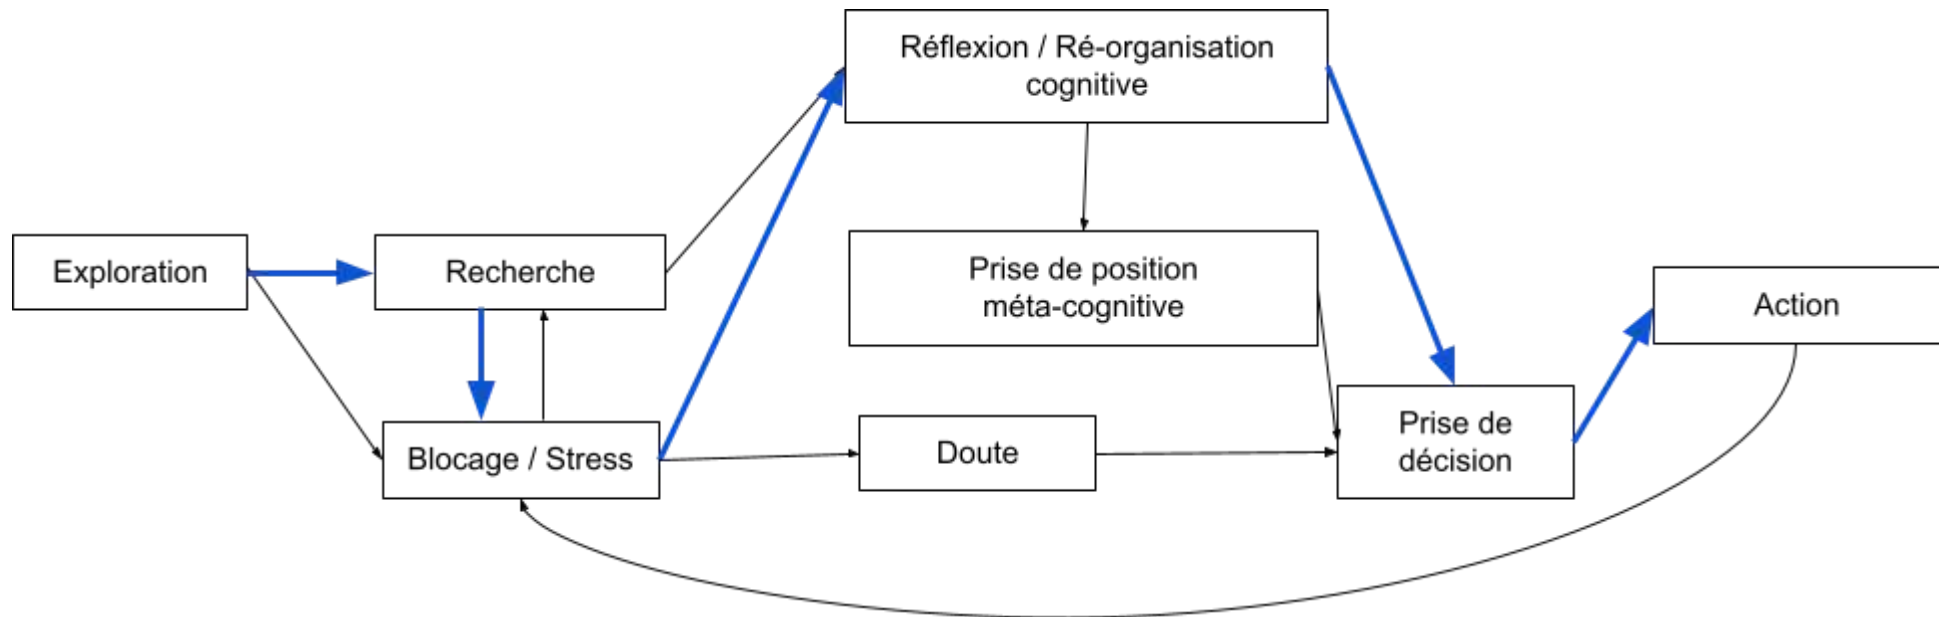 Réflexion / Ré-organisation
cognitive
Exploration
Recherche
Prise de position
méta-cognitive
Action
Blocage / Stress
Doute
Prise de
décision